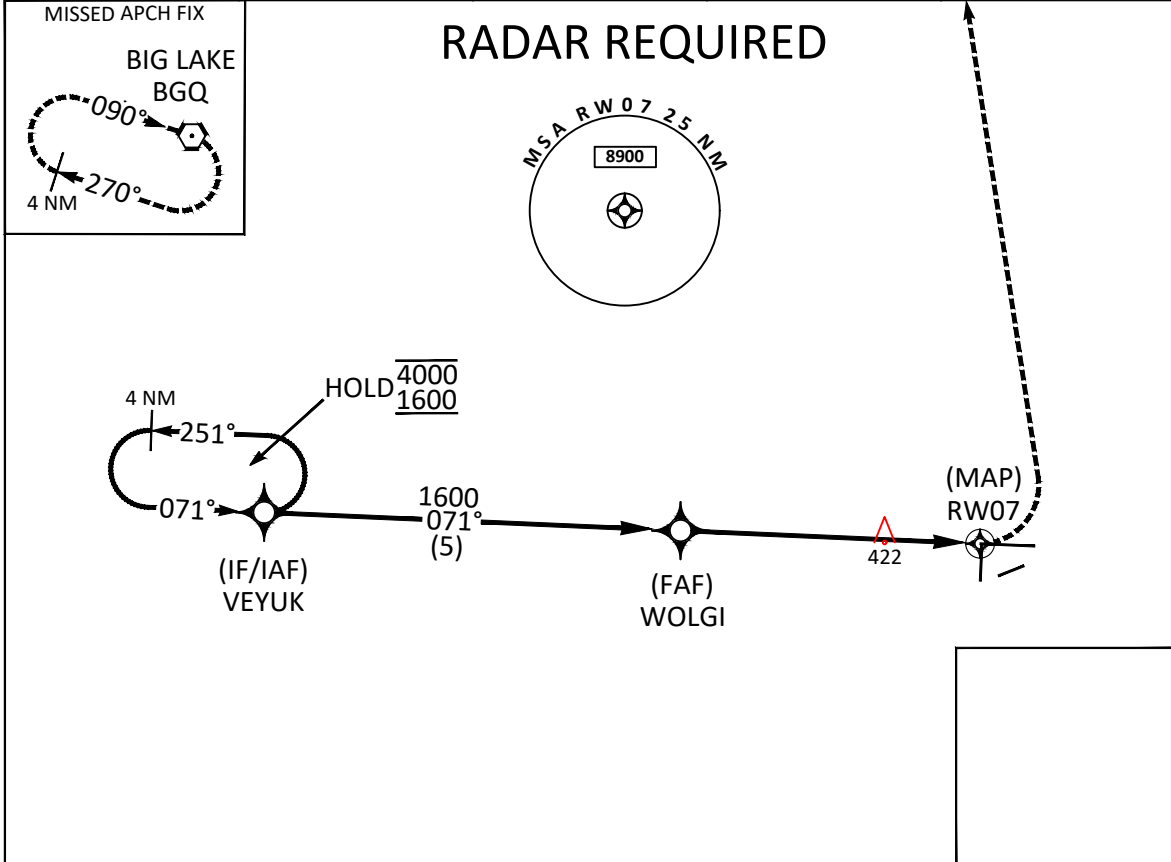 MISSED APCH FIX
BIG LAKE
BGQ
090°
270°
4 NM
RADAR REQUIRED
MSA RW07 25 NM
8900
HOLD 4000
1600
4 NM
251°
071°
(IF/IAF)
VEYUK
1600
071°
(5)
(FAF)
WOLGI
422
(MAP)
RW07